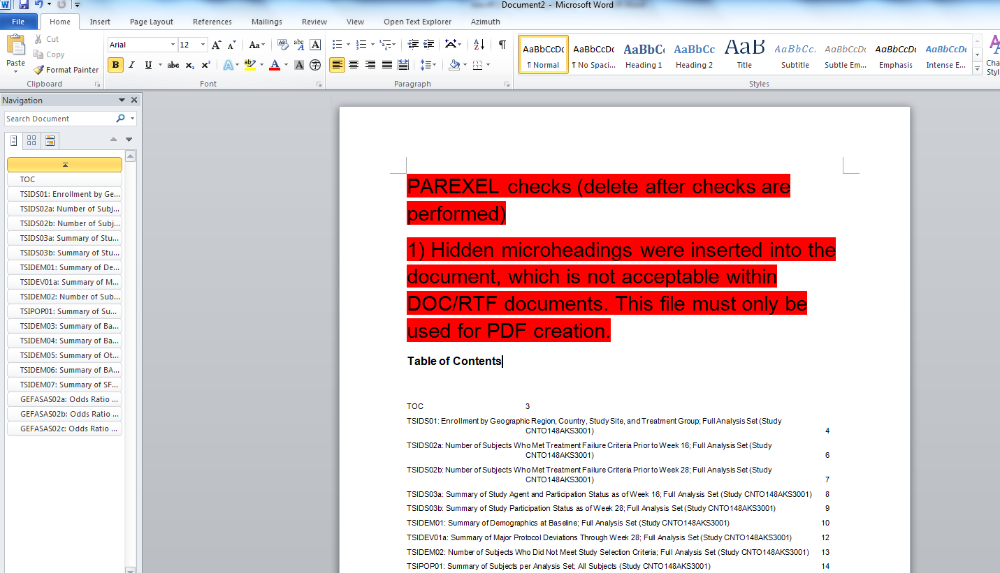 Document2 - Microsoft Word
File Home Insert Page Layout References Mailings Review View Open Text Explorer Azimuth
Paste
Cut
Copy
Format Painter
Clipboard
Arial 12
Font
Paragraph
AaBbCcDc AaBbCcDc AaBbC AaBbCc AaB AaBbCc. AaBbCcDc AaBbCcDc AaBbCcDc
¶ Normal ¶ No Spaci... Heading 1 Heading 2 Title Subtitle Subtle Em... Emphasis Intense E...
Styles
Navigation
Search Document
TOC
TSIDS01: Enrollment by Ge...
TSIDS02a: Number of Subj...
TSIDS02b: Number of Subj...
TSIDS03a: Summary of Stu...
TSIDS03b: Summary of Stu...
TSIDEM01: Summary of De...
TSIDEV01a: Summary of M...
TSIDEM02: Number of Sub...
TSIPOP01: Summary of Su...
TSIDEM03: Summary of Ba...
TSIDEM04: Summary of Ba...
TSIDEM05: Summary of Ot...
TSIDEM06: Summary of BA...
TSIDEM07: Summary of SF...
GEFASAS02a: Odds Ratio ...
GEFASAS02b: Odds Ratio ...
GEFASAS02c: Odds Ratio ...
PAREXEL checks (delete after checks are
performed)
1) Hidden microheadings were inserted into the
document, which is not acceptable within
DOC/RTF documents. This file must only be
used for PDF creation.
Table of Contents
TOC 3
TSIDS01: Enrollment by Geographic Region, Country, Study Site, and Treatment Group; Full Analysis Set (Study
CNTO148AKS3001) 4
TSIDS02a: Number of Subjects Who Met Treatment Failure Criteria Prior to Week 16; Full Analysis Set (Study
CNTO148AKS3001) 6
TSIDS02b: Number of Subjects Who Met Treatment Failure Criteria Prior to Week 28; Full Analysis Set (Study
CNTO148AKS3001) 7
TSIDS03a: Summary of Study Agent and Participation Status as of Week 16; Full Analysis Set (Study CNTO148AKS3001) 8
TSIDS03b: Summary of Study Participation Status as of Week 28; Full Analysis Set (Study CNTO148AKS3001) 9
TSIDEM01: Summary of Demographics at Baseline; Full Analysis Set (Study CNTO148AKS3001) 10
TSIDEV01a: Summary of Major Protocol Deviations Through Week 28; Full Analysis Set (Study CNTO148AKS3001) 12
TSIDEM02: Number of Subjects Who Did Not Meet Study Selection Criteria; Full Analysis Set (Study CNTO148AKS3001) 13
TSIPOP01: Summary of Subjects per Analysis Set; All Subjects (Study CNTO148AKS3001) 14